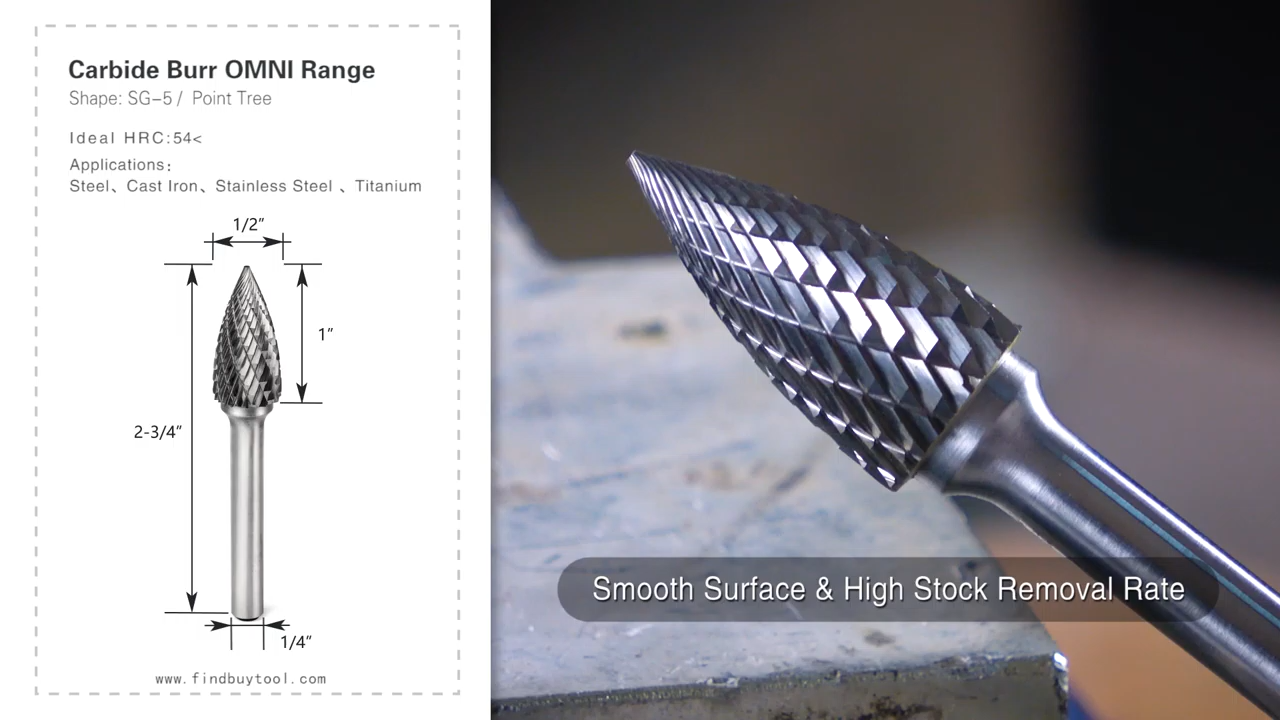 Carbide Burr OMNI Range
Shape: SG-5 / Point Tree
Ideal HRC:54<
Applications:
Steel、Cast Iron、Stainless Steel 、Titanium
1/2"
1"
2-3/4"
1/4"
www.findbuytool.com
Smooth Surface & High Stock Removal Rate